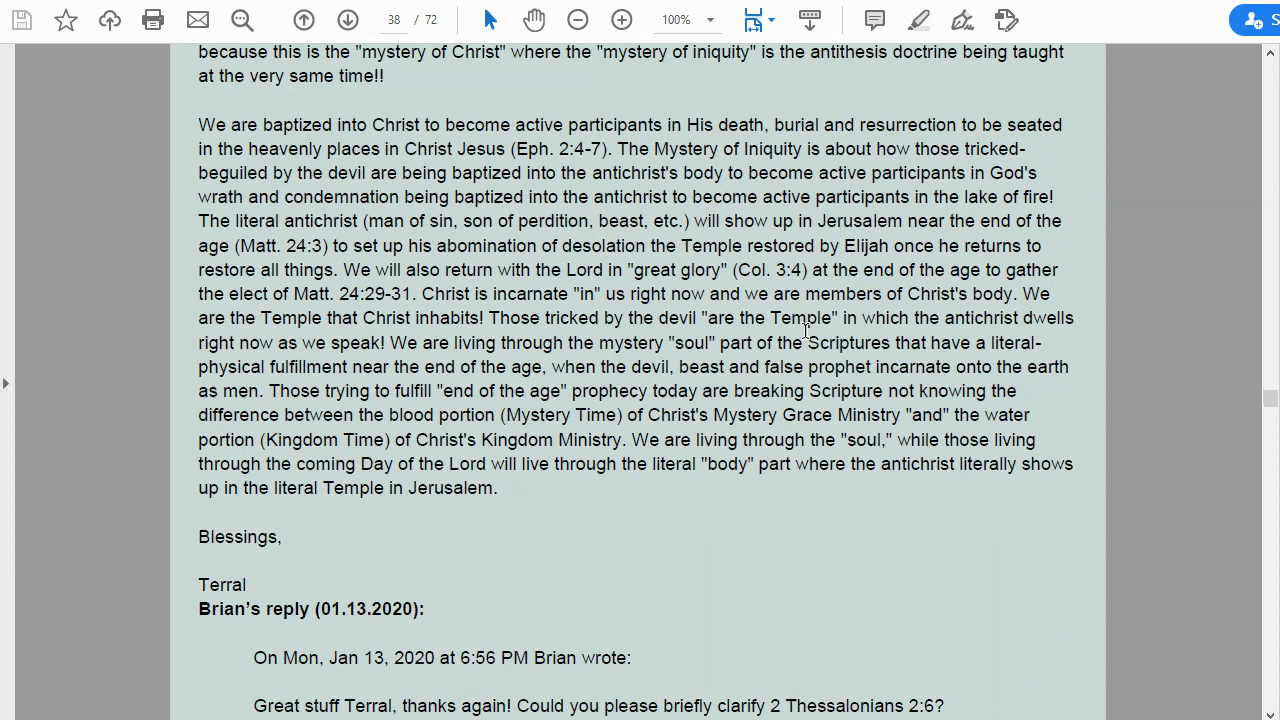 38 / 72
100%
S
because this is the "mystery of Christ" where the "mystery of iniquity" is the antithesis doctrine being taught
at the very same time!!
We are baptized into Christ to become active participants in His death, burial and resurrection to be seated
in the heavenly places in Christ Jesus (Eph. 2:4-7). The Mystery of Iniquity is about how those tricked-
beguiled by the devil are being baptized into the antichrist's body to become active participants in God's
wrath and condemnation being baptized into the antichrist to become active participants in the lake of fire!
The literal antichrist (man of sin, son of perdition, beast, etc.) will show up in Jerusalem near the end of the
age (Matt. 24:3) to set up his abomination of desolation the Temple restored by Elijah once he returns to
restore all things. We will also return with the Lord in "great glory" (Col. 3:4) at the end of the age to gather
the elect of Matt. 24:29-31. Christ is incarnate "in" us right now and we are members of Christ's body. We
are the Temple that Christ inhabits! Those tricked by the devil "are the Temple" in which the antichrist dwells
right now as we speak! We are living through the mystery "soul" part of the Scriptures that have a literal-
physical fulfillment near the end of the age, when the devil, beast and false prophet incarnate onto the earth
as men. Those trying to fulfill "end of the age" prophecy today are breaking Scripture not knowing the
difference between the blood portion (Mystery Time) of Christ's Mystery Grace Ministry "and" the water
portion (Kingdom Time) of Christ's Kingdom Ministry. We are living through the "soul," while those living
through the coming Day of the Lord will live through the literal "body" part where the antichrist literally shows
up in the literal Temple in Jerusalem.
Blessings,
Terral
Brian’s reply (01.13.2020):
On Mon, Jan 13, 2020 at 6:56 PM Brian wrote:
Great stuff Terral, thanks again! Could you please briefly clarify 2 Thessalonians 2:6?